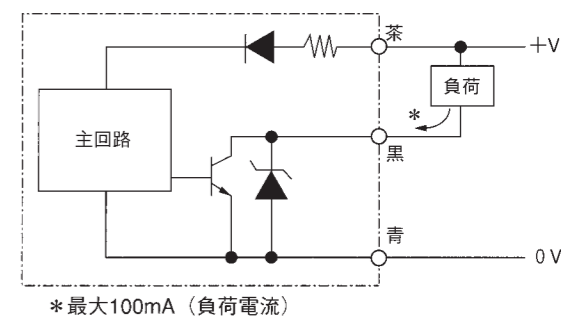 茶
+V
負荷
*
主回路
黒
青
0V
*最大100mA(負荷電流)